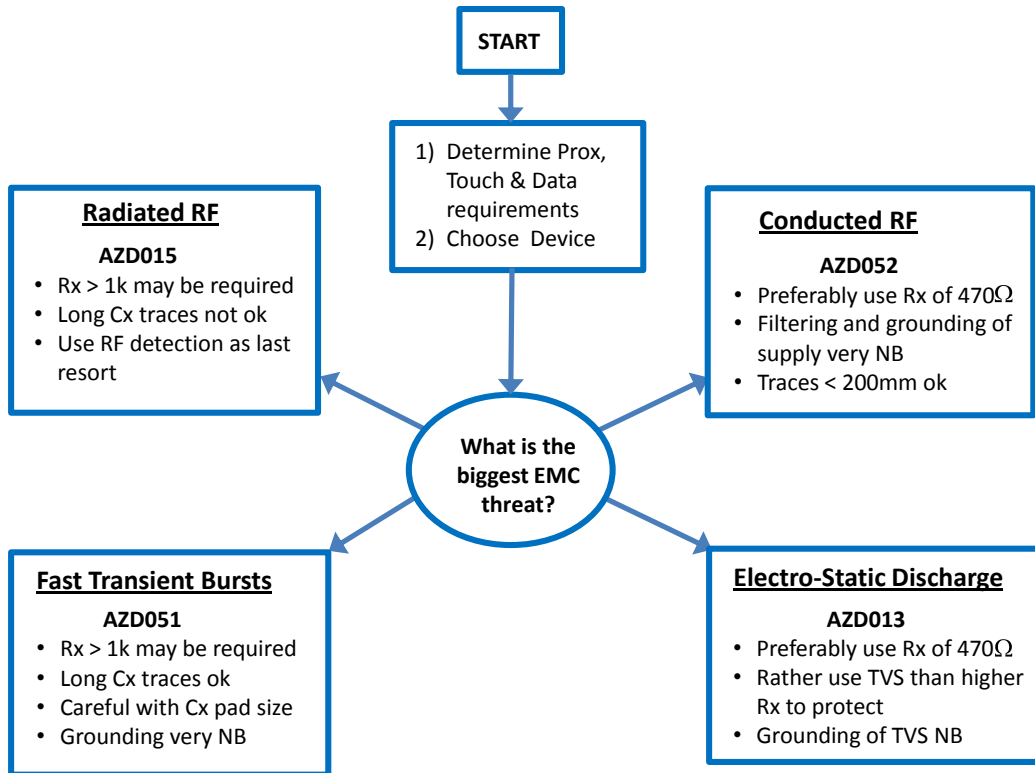 START
1) Determine Prox,
Touch & Data
requirements
2) Choose Device
Radiated RF
AZD015
• Rx > 1k may be required
• Long Cx traces not ok
• Use RF detection as last
resort
Conducted RF
AZD052
• Preferably use Rx of 470Ω
• Filtering and grounding of
supply very NB
• Traces < 200mm ok
What is the
biggest EMC
threat?
Fast Transient Bursts
AZD051
• Rx > 1k may be required
• Long Cx traces ok
• Careful with Cx pad size
• Grounding very NB
Electro-Static Discharge
AZD013
• Preferably use Rx of 470Ω
• Rather use TVS than higher
Rx to protect
• Grounding of TVS NB